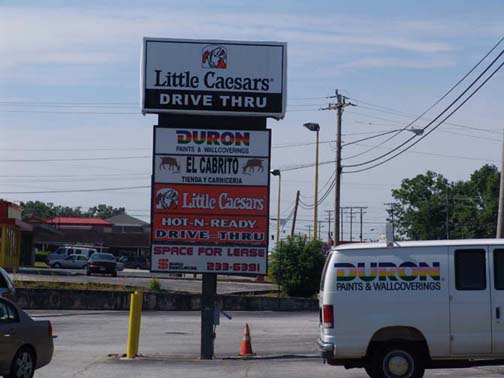 Little Caesars
DRIVE THRU
DURON
PAINTS & WALLCOVERINGS
EL CABRITO
TIENDA Y CARNICERIA
Little Caesars
HOT-N-READY
DRIVE-THRU
SPACE FOR LEASE
233-6391
DURON
PAINTS & WALLCOVERINGS